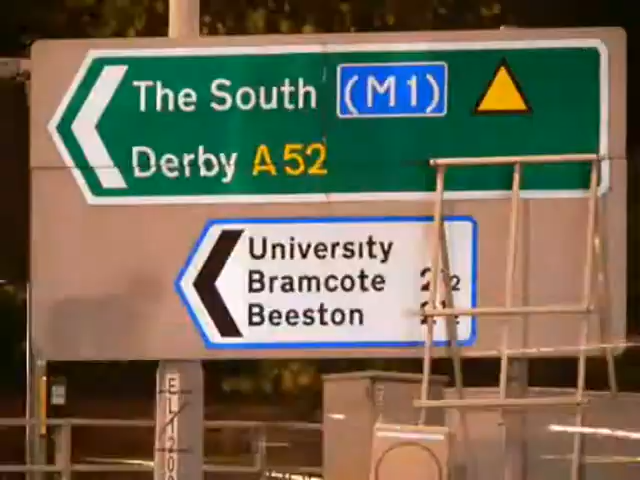 The South (M1)
Derby A52
University
Bramcote
Beeston